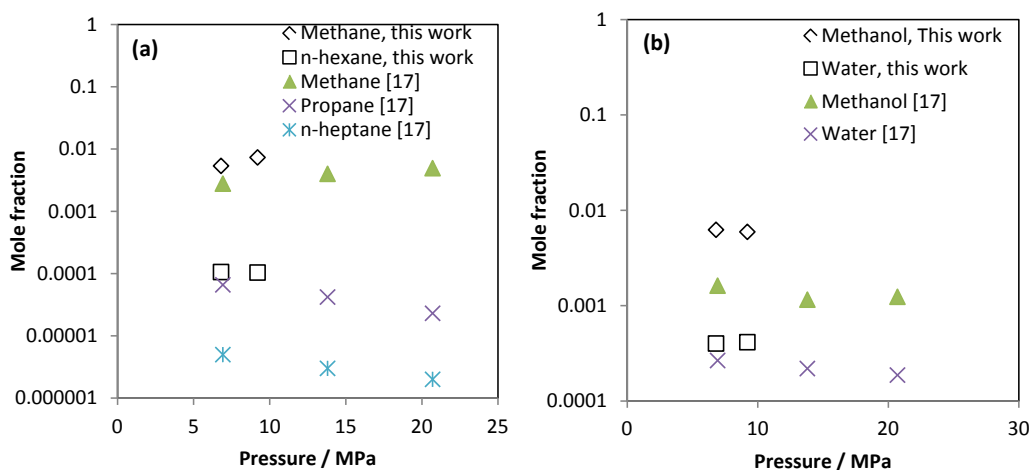 (a)
Methane, this work
n-hexane, this work
Methane [17]
Propane [17]
n-heptane [17]
1
0.1
0.01
0.001
0.0001
0.00001
0.000001
Mole fraction
0 5 10 15 20 25
Pressure / MPa
(b)
Methanol, This work
Water, this work
Methanol [17]
Water [17]
1
0.1
0.01
0.001
0.0001
Mole fraction
0 10 20 30
Pressure / MPa